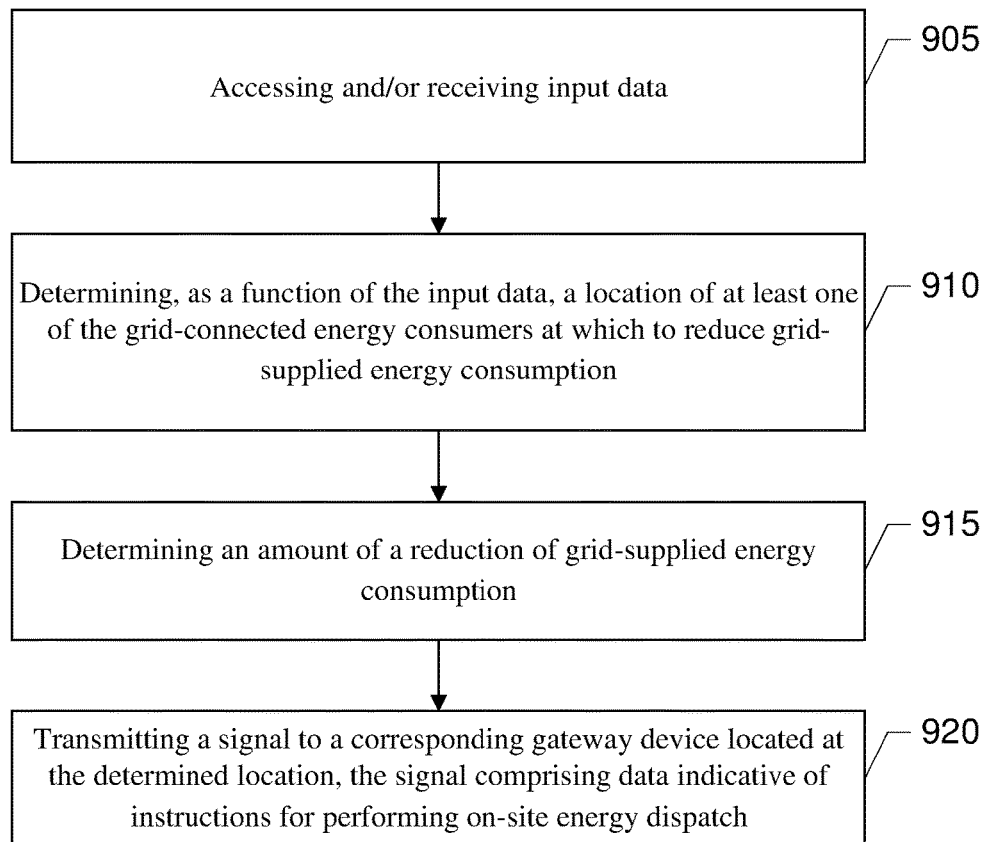 905
Accessing and/or receiving input data
910
Determining, as a function of the input data, a location of at least one
of the grid-connected energy consumers at which to reduce grid-
supplied energy consumption
915
Determining an amount of a reduction of grid-supplied energy
consumption
920
Transmitting a signal to a corresponding gateway device located at
the determined location, the signal comprising data indicative of
instructions for performing on-site energy dispatch